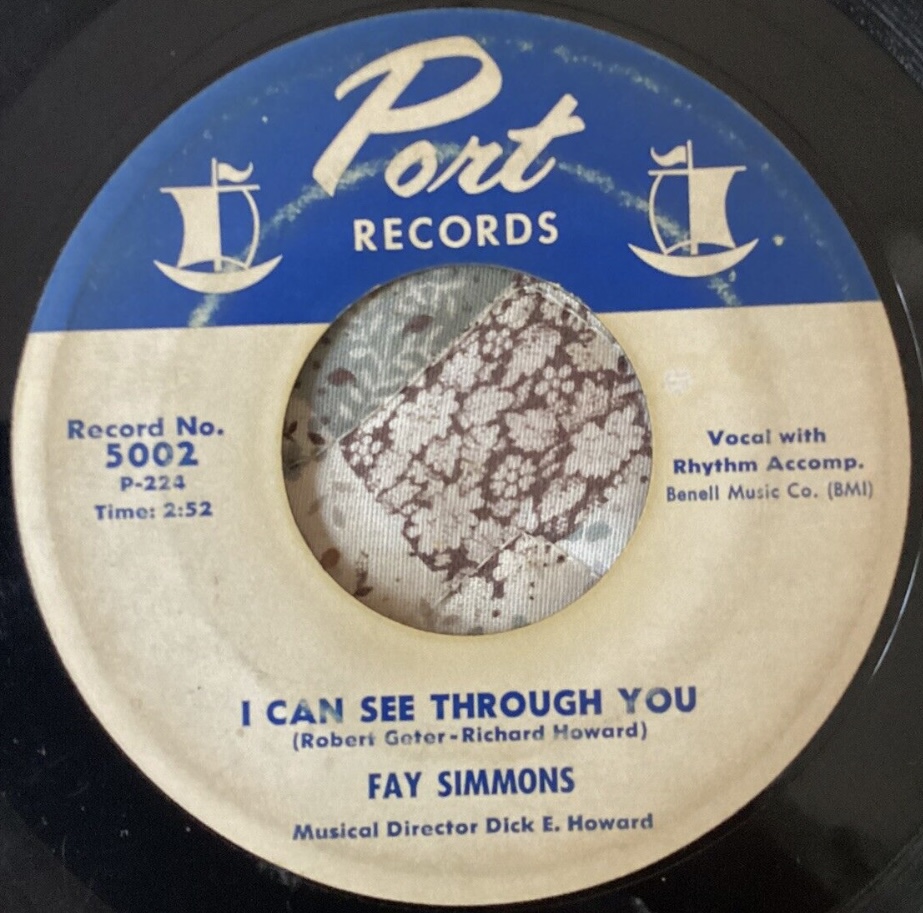 Port
RECORDS
Record No.
5002
P-224
Time: 2:52
Vocal with
Rhythm Accomp.
Benell Music Co. (BMI)
I CAN SEE THROUGH YOU
(Robert Geter-Richard Howard)
FAY SIMMONS
Musical Director Dick E. Howard